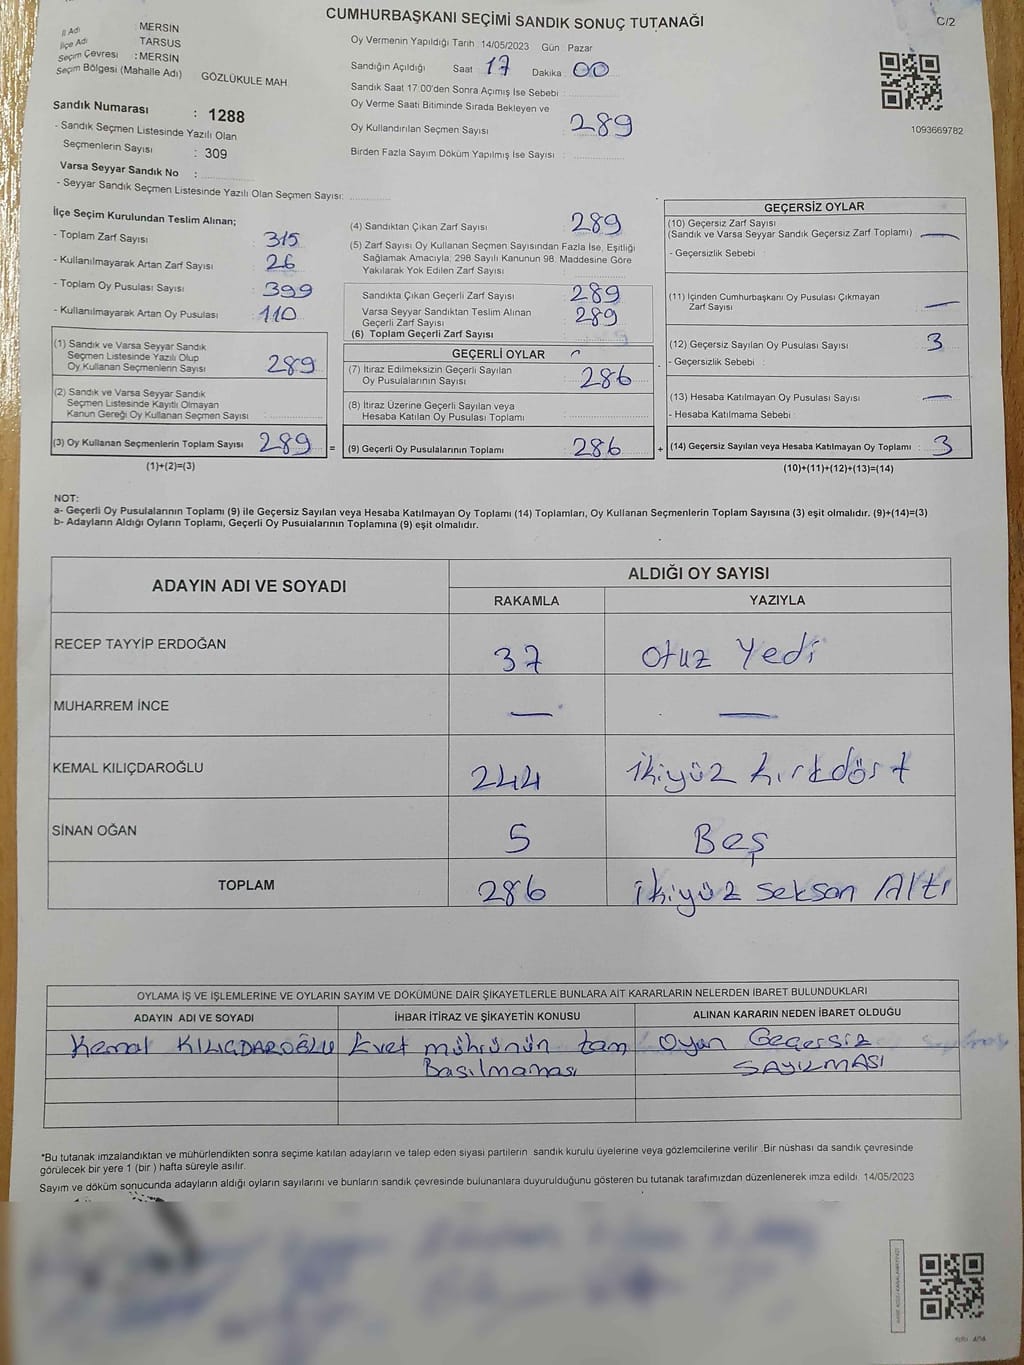 CUMHURBAŞKANI SEÇİMİ SANDIK SONUÇ TUTANAĞI
C/2
İl Adı : MERSİN
İlçe Adı : TARSUS
Seçim Çevresi : MERSİN
Seçim Bölgesi (Mahalle Adı) GÖZLÜKULE MAH
Sandık Numarası : 1288
- Sandık Seçmen Listesinde Yazılı Olan
Seçmenlerin Sayısı : 309
Varsa Seyyar Sandık No :
- Seyyar Sandık Seçmen Listesinde Yazılı Olan Seçmen Sayısı:
Oy Vermenin Yapıldığı Tarih : 14/05/2023 Gün : Pazar
Sandığın Açıldığı Saat 17 Dakika 00
Sandık Saat 17.00'den Sonra Açımış İse Sebebi :
Oy Verme Saati Bitiminde Sırada Bekleyen ve
Oy Kullandırılan Seçmen Sayısı : 289
Birden Fazla Sayım Döküm Yapılmış İse Sayısı :
1093669782
İlçe Seçim Kurulundan Teslim Alınan;
- Toplam Zarf Sayısı : 315
- Kullanılmayarak Artan Zarf Sayısı : 26
- Toplam Oy Pusulası Sayısı : 399
- Kullanılmayarak Artan Oy Pusulası : 110
(1) Sandık ve Varsa Seyyar Sandık
Seçmen Listesinde Yazılı Olup
Oy Kullanan Seçmenlerin Sayısı : 289
(2) Sandık ve Varsa Seyyar Sandık
Seçmen Listesinde Kayıtlı Olmayan
Kanun Gereği Oy Kullanan Seçmen Sayısı :
(3) Oy Kullanan Seçmenlerin Toplam Sayısı : 289 =
(1)+(2)=(3)
(4) Sandıktan Çıkan Zarf Sayısı : 289
(5) Zarf Sayısı Oy Kullanan Seçmen Sayısından Fazla İse, Eşitliği
Sağlamak Amacıyla; 298 Sayılı Kanunun 98. Maddesine Göre
Yakılarak Yok Edilen Zarf Sayısı :
Sandıkta Çıkan Geçerli Zarf Sayısı : 289
Varsa Seyyar Sandıktan Teslim Alınan
Geçerli Zarf Sayısı : 289
(6) Toplam Geçerli Zarf Sayısı
GEÇERLİ OYLAR
(7) İtiraz Edilmeksizin Geçerli Sayılan
Oy Pusulalarının Sayısı : 286
(8) İtiraz Üzerine Geçerli Sayılan veya
Hesaba Katılan Oy Pusulası Toplamı :
(9) Geçerli Oy Pusulalarının Toplamı : 286 +
GEÇERSİZ OYLAR
(10) Geçersiz Zarf Sayısı
(Sandık ve Varsa Seyyar Sandık Geçersiz Zarf Toplamı) : —
- Geçersizlik Sebebi :
(11) İçinden Cumhurbaşkanı Oy Pusulası Çıkmayan
Zarf Sayısı : —
(12) Geçersiz Sayılan Oy Pusulası Sayısı : 3
- Geçersizlik Sebebi :
(13) Hesaba Katılmayan Oy Pusulası Sayısı : —
- Hesaba Katılmama Sebebi :
(14) Geçersiz Sayılan veya Hesaba Katılmayan Oy Toplamı : 3
(10)+(11)+(12)+(13)=(14)
NOT:
a- Geçerli Oy Pusulalarının Toplamı (9) ile Geçersiz Sayılan veya Hesaba Katılmayan Oy Toplamı (14) Toplamları, Oy Kullanan Seçmenlerin Toplam Sayısına (3) eşit olmalıdır. (9)+(14)=(3)
b- Adayların Aldığı Oyların Toplamı, Geçerli Oy Pusulalarının Toplamına (9) eşit olmalıdır.
ADAYIN ADI VE SOYADI ALDIĞI OY SAYISI
RAKAMLA YAZIYLA
RECEP TAYYİP ERDOĞAN 37 Otuz Yedi
MUHARREM İNCE — —
KEMAL KILIÇDAROĞLU 244 ikiyüz kırkdört
SİNAN OĞAN 5 Beş
TOPLAM 286 ikiyüz seksan Altı
OYLAMA İŞ VE İŞLEMLERİNE VE OYLARIN SAYIM VE DÖKÜMÜNE DAİR ŞİKAYETLERLE BUNLARA AİT KARARLARIN NELERDEN İBARET BULUNDUKLARI
ADAYIN ADI VE SOYADI İHBAR İTİRAZ VE ŞİKAYETİN KONUSU ALINAN KARARIN NEDEN İBARET OLDUĞU
Kemal KILIÇDAROĞLU Evet mührünün tam Oyun Geçersiz
Basılmaması SAYILMASI
*Bu tutanak imzalandıktan ve mühürlendikten sonra seçime katılan adayların ve talep eden siyasi partilerin sandık kurulu üyelerine veya gözlemcilerine verilir. Bir nüshası da sandık çevresinde
görülecek bir yere 1 (bir ) hafta süreyle asılır.
Sayım ve döküm sonucunda adayların aldığı oyların sayılarını ve bunların sandık çevresinde bulunanlara duyurulduğunu gösteren bu tutanak tarafımızdan düzenlenerek imza edildi. 14/05/2023